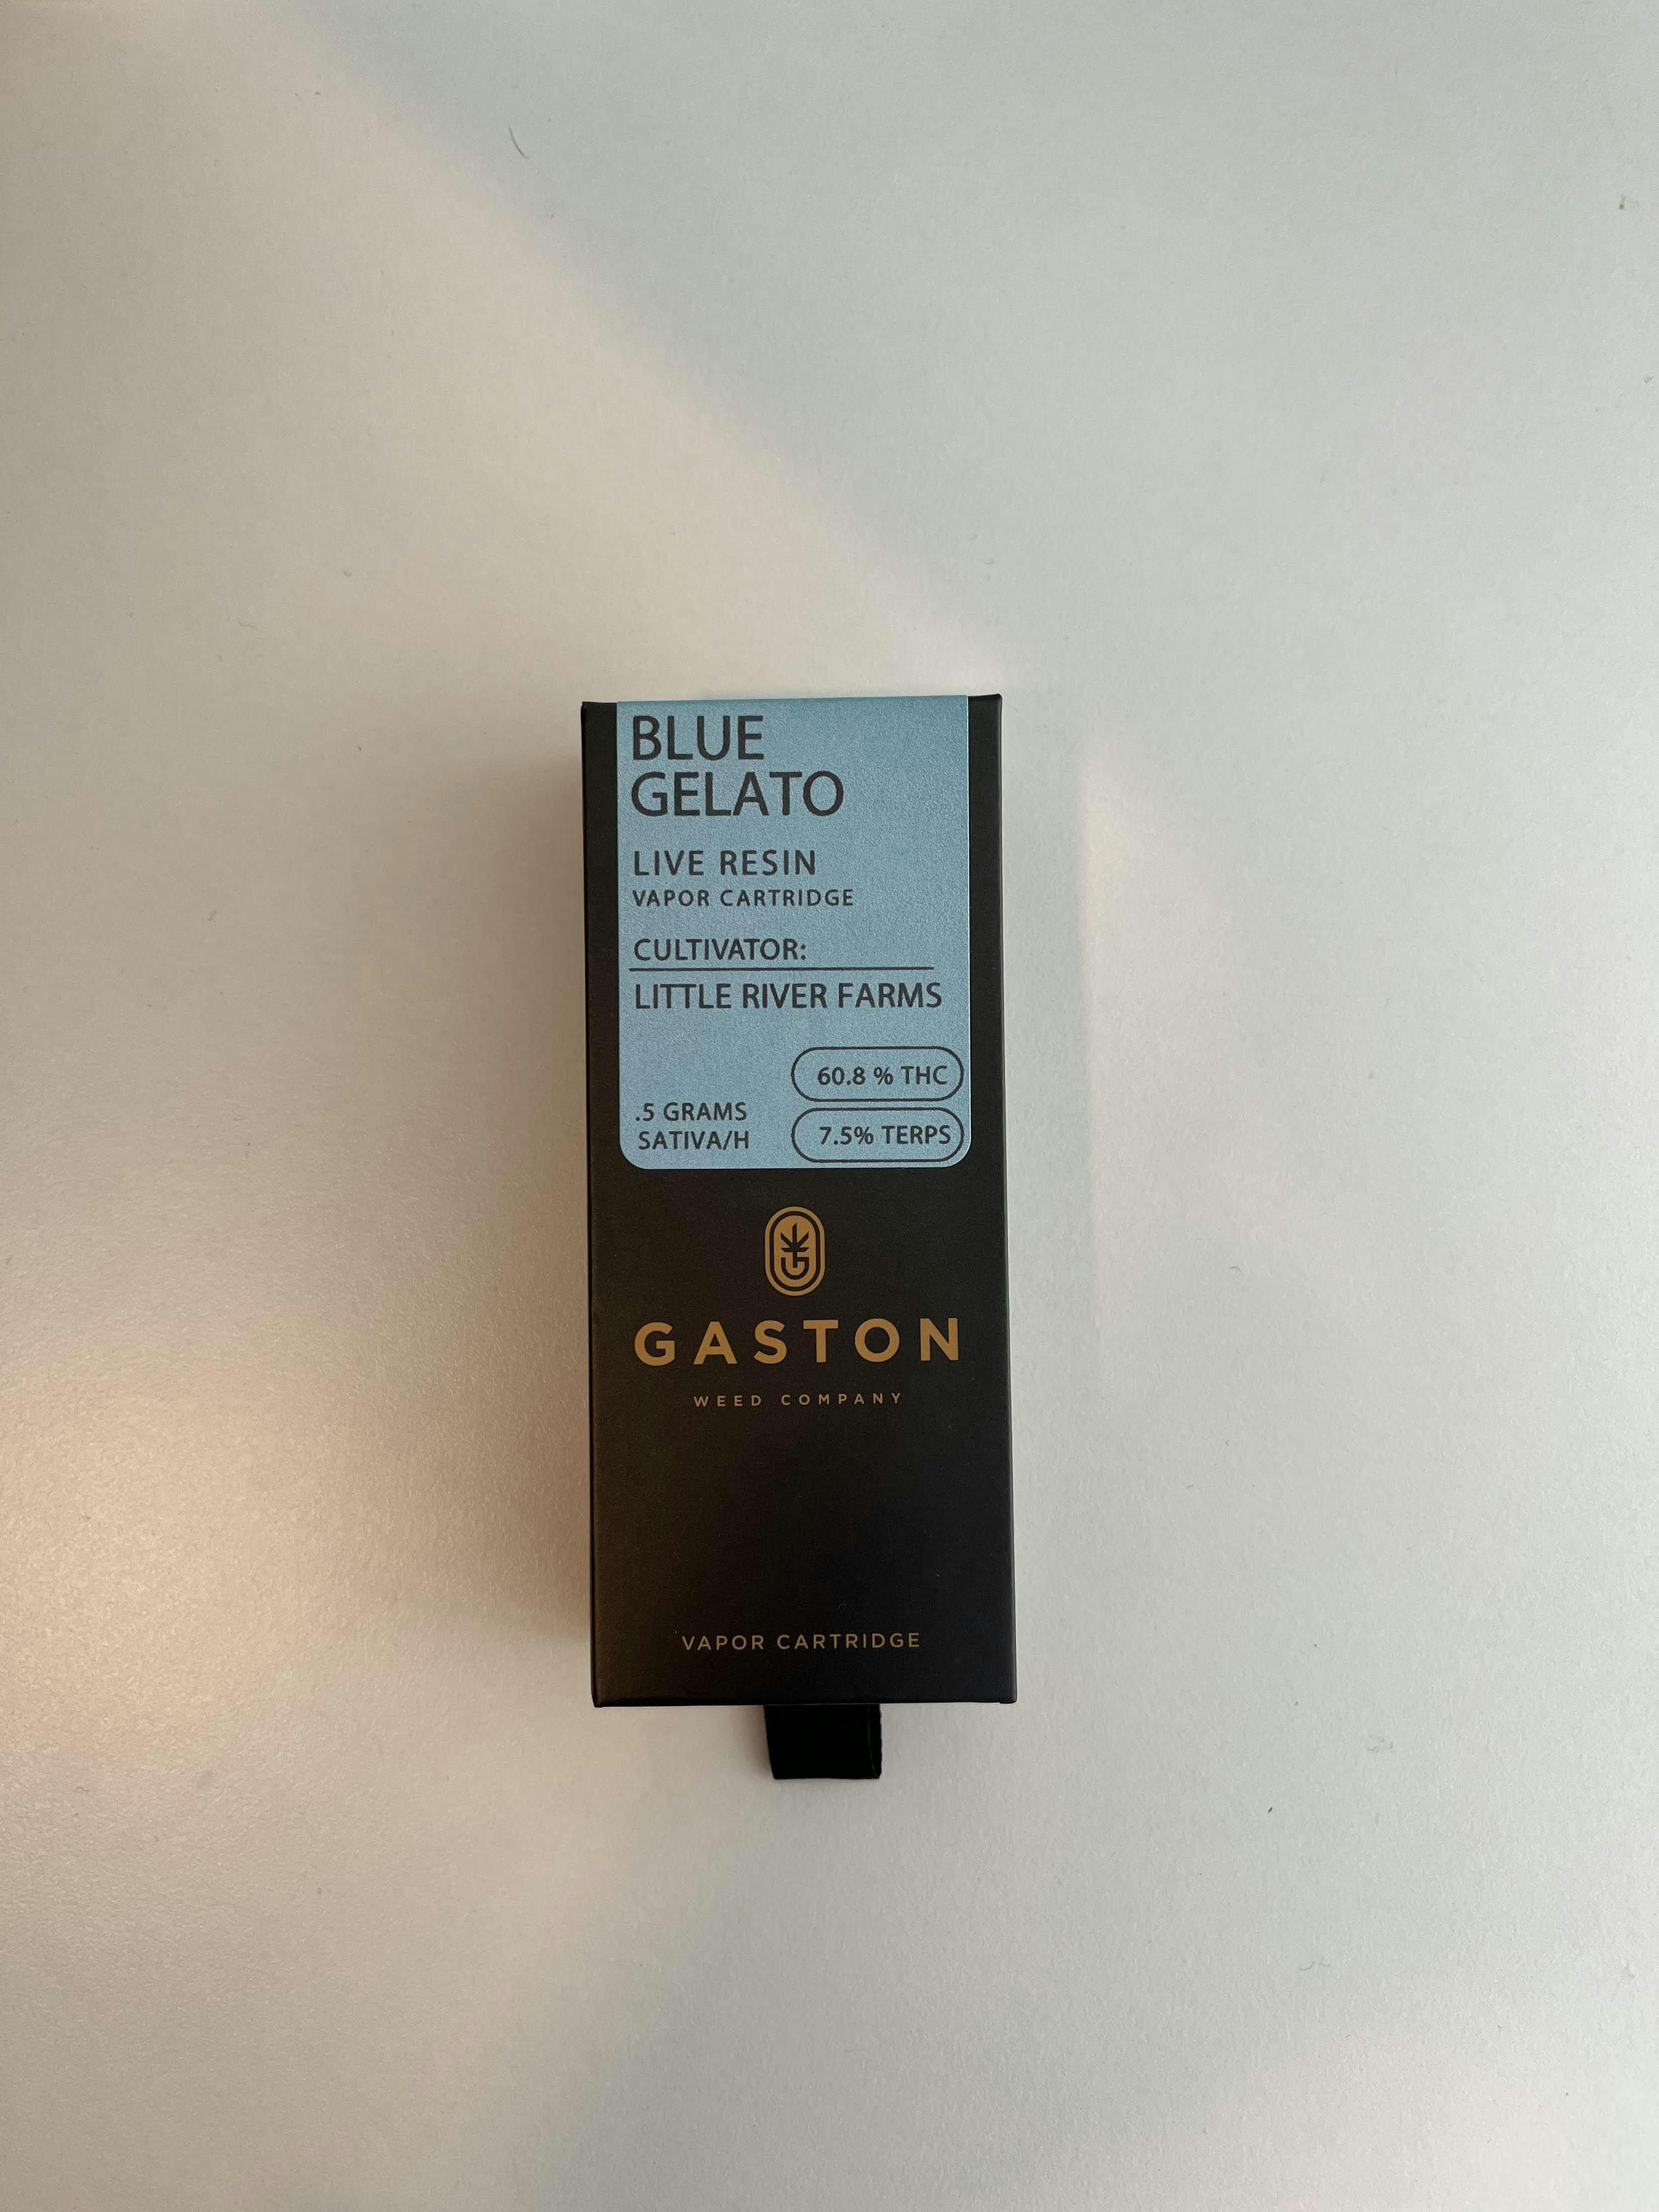 BLUE
GELATO
LIVE RESIN
VAPOR CARTRIDGE
CULTIVATOR:
LITTLE RIVER FARMS
60.8 % THC
.5 GRAMS
SATIVA/H
7.5% TERPS
GASTON
WEED COMPANY
VAPOR CARTRIDGE